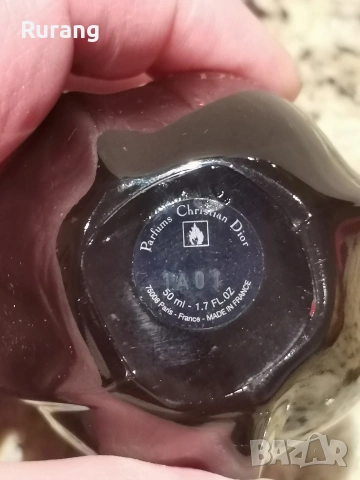 Rurang
Parfums Christian Dior
1A01
50 ml - 1.7 FL.OZ
75008 Paris - France - MADE IN FRANCE
BAZAR